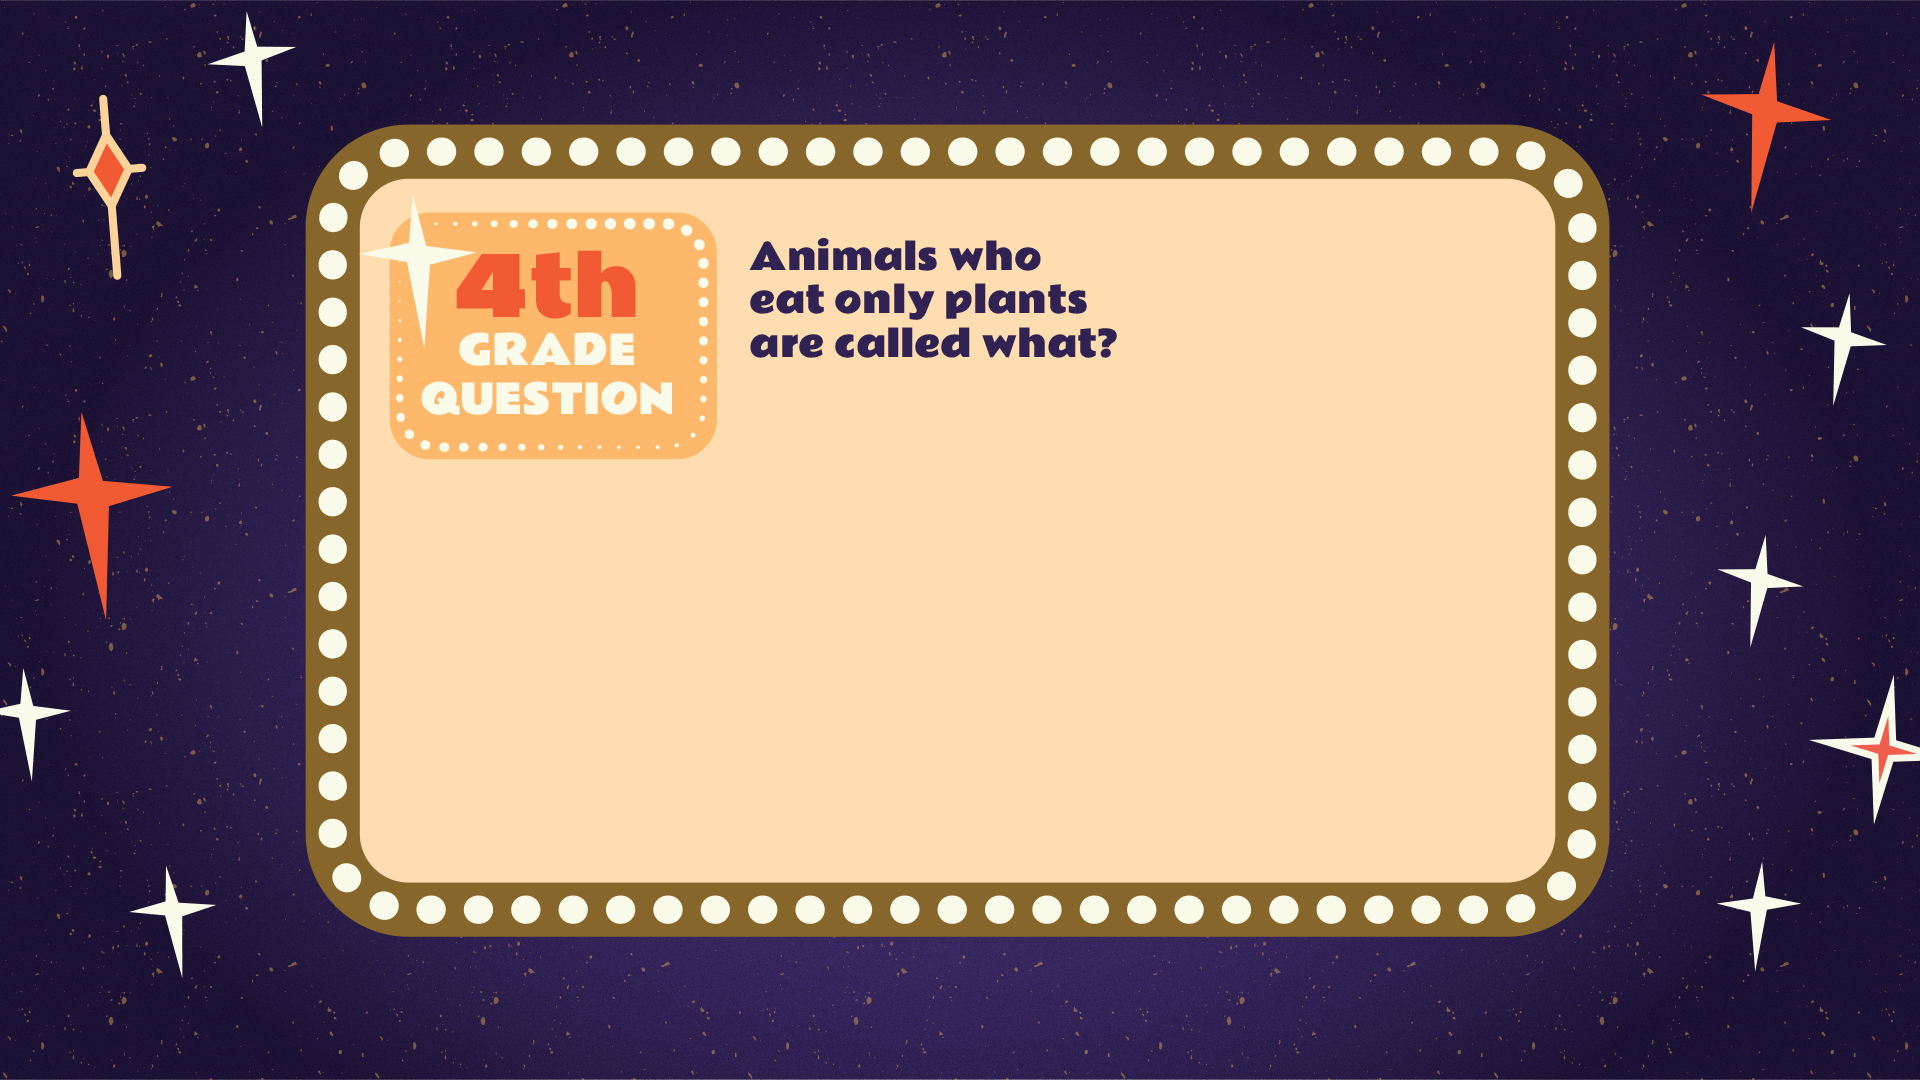 4th
GRADE
QUESTION
Animals who
eat only plants
are called what?